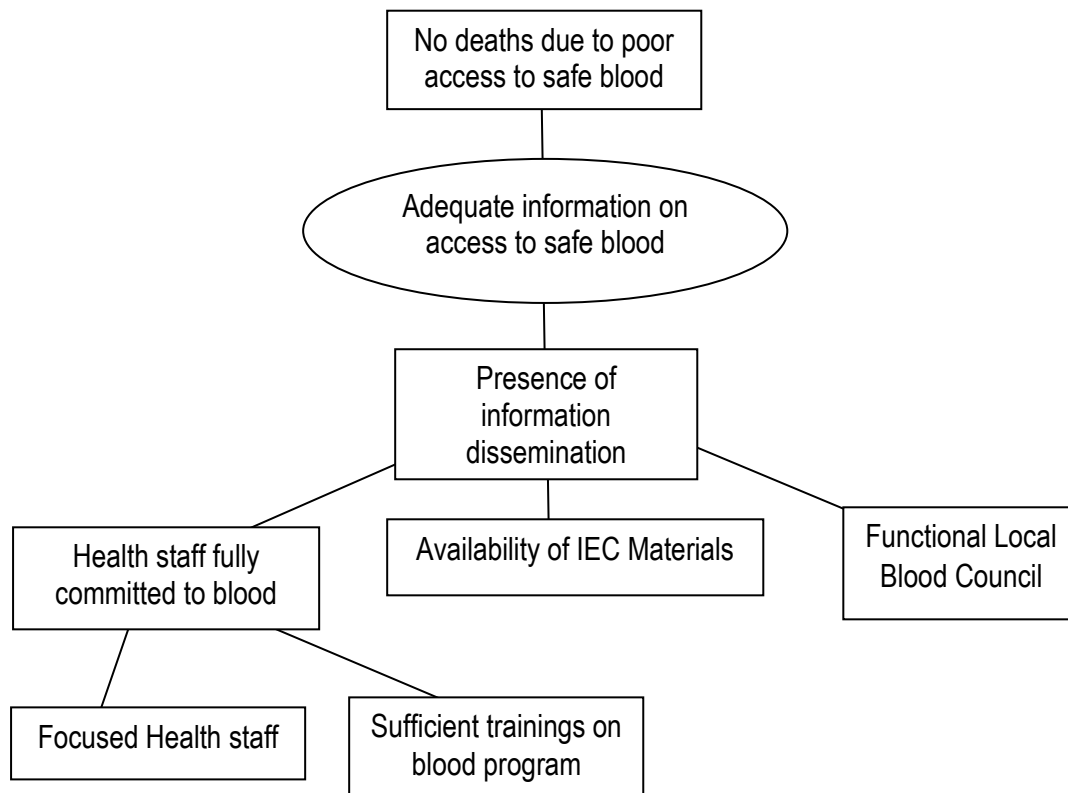 No deaths due to poor
access to safe blood
Adequate information on
access to safe blood
Presence of
information
dissemination
Health staff fully
committed to blood
Availability of IEC Materials
Functional Local
Blood Council
Focused Health staff
Sufficient trainings on
blood program